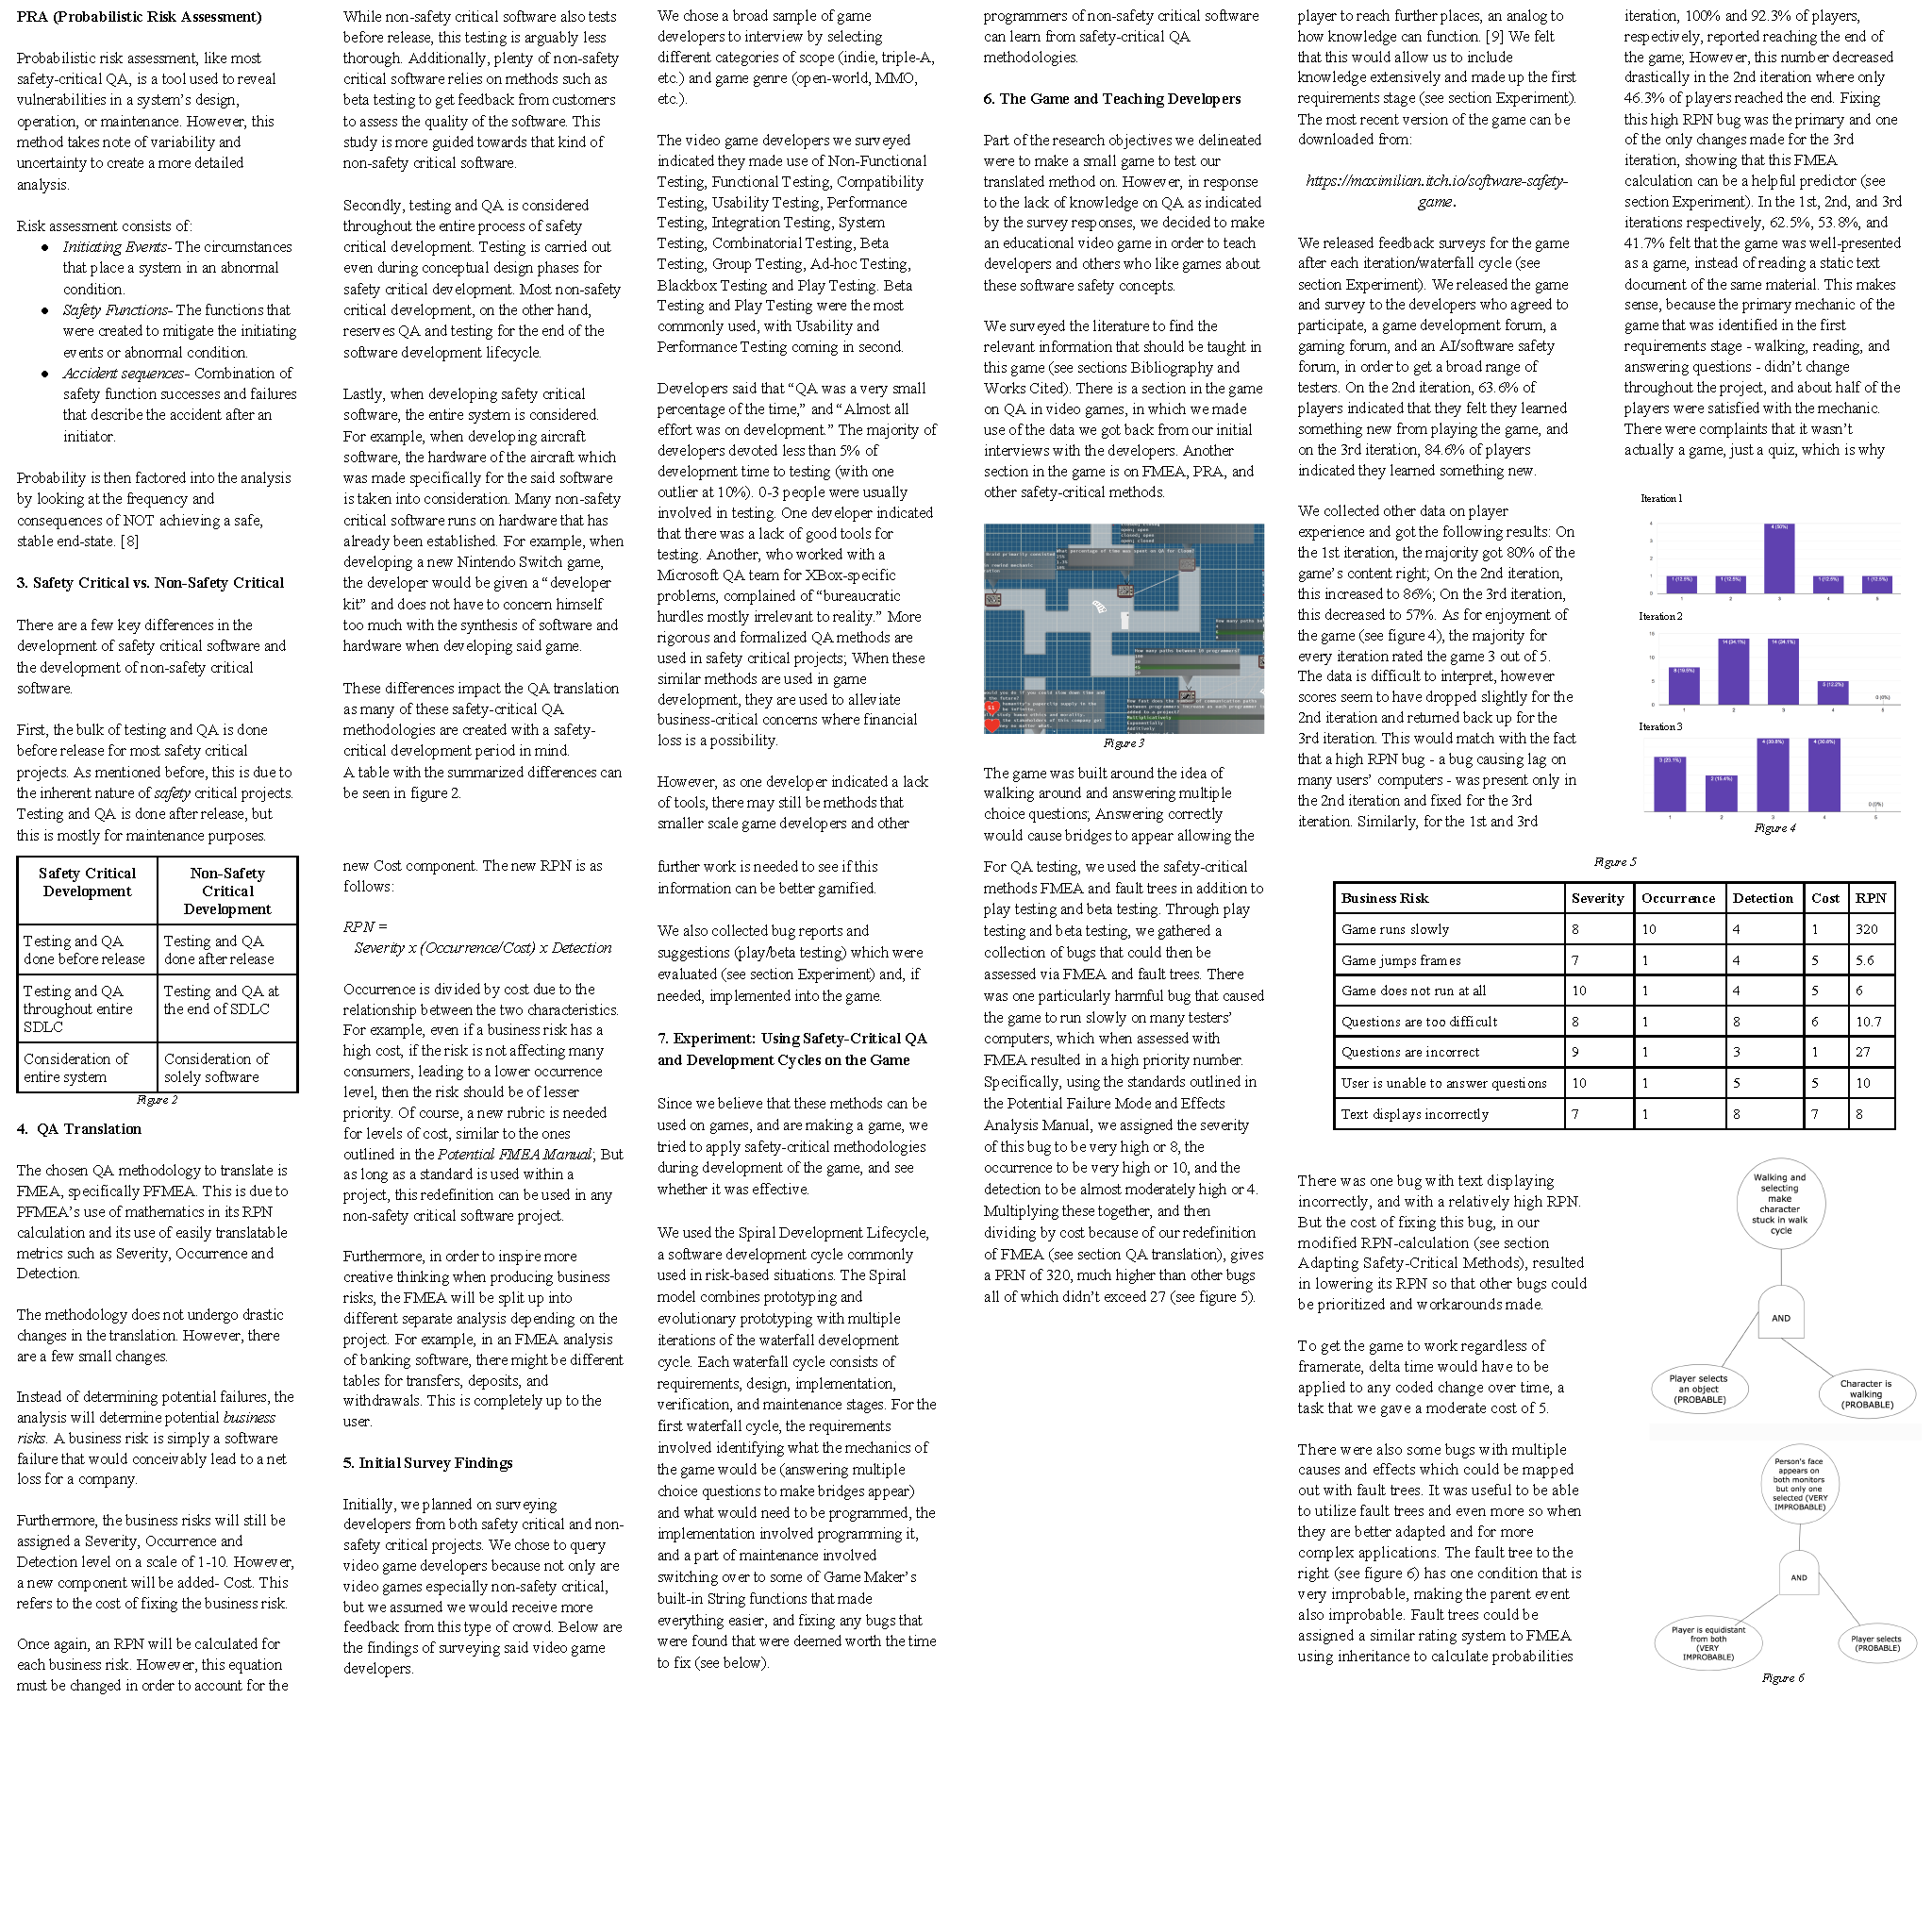 PRA (Probabilistic Risk Assessment)
Probabilistic risk assessment, like most
safety-critical QA, is a tool used to reveal
vulnerabilities in a system's design,
operation, or maintenance. However, this
method takes note of variability and
uncertainty to create a more detailed
analysis.
Risk assessment consists of:
● Initiating Events- The circumstances
that place a system in an abnormal
condition.
● Safety Functions- The functions that
were created to mitigate the initiating
events or abnormal condition.
● Accident sequences- Combination of
safety function successes and failures
that describe the accident after an
initiator.
Probability is then factored into the analysis
by looking at the frequency and
consequences of NOT achieving a safe,
stable end-state. [8]
3. Safety Critical vs. Non-Safety Critical
There are a few key differences in the
development of safety critical software and
the development of non-safety critical
software.
First, the bulk of testing and QA is done
before release for most safety critical
projects. As mentioned before, this is due to
the inherent nature of safety critical projects.
Testing and QA is done after release, but
this is mostly for maintenance purposes.
While non-safety critical software also tests
before release, this testing is arguably less
thorough. Additionally, plenty of non-safety
critical software relies on methods such as
beta testing to get feedback from customers
to assess the quality of the software. This
study is more guided towards that kind of
non-safety critical software.
Secondly, testing and QA is considered
throughout the entire process of safety
critical development. Testing is carried out
even during conceptual design phases for
safety critical development. Most non-safety
critical development, on the other hand,
reserves QA and testing for the end of the
software development lifecycle.
Lastly, when developing safety critical
software, the entire system is considered.
For example, when developing aircraft
software, the hardware of the aircraft which
was made specifically for the said software
is taken into consideration. Many non-safety
critical software runs on hardware that has
already been established. For example, when
developing a new Nintendo Switch game,
the developer would be given a “developer
kit” and does not have to concern himself
too much with the synthesis of software and
hardware when developing said game.
These differences impact the QA translation
as many of these safety-critical QA
methodologies are created with a safety-
critical development period in mind.
A table with the summarized differences can
be seen in figure 2.
We chose a broad sample of game
developers to interview by selecting
different categories of scope (indie, triple-A,
etc.) and game genre (open-world, MMO,
etc.).
The video game developers we surveyed
indicated they made use of Non-Functional
Testing, Functional Testing, Compatibility
Testing, Usability Testing, Performance
Testing, Integration Testing, System
Testing, Combinatorial Testing, Beta
Testing, Group Testing, Ad-hoc Testing,
Blackbox Testing and Play Testing. Beta
Testing and Play Testing were the most
commonly used, with Usability and
Performance Testing coming in second.
Developers said that “QA was a very small
percentage of the time,” and “Almost all
effort was on development.” The majority of
developers devoted less than 5% of
development time to testing (with one
outlier at 10%). 0-3 people were usually
involved in testing. One developer indicated
that there was a lack of good tools for
testing. Another, who worked with a
Microsoft QA team for XBox-specific
problems, complained of “bureaucratic
hurdles mostly irrelevant to reality.” More
rigorous and formalized QA methods are
used in safety critical projects; When these
similar methods are used in game
development, they are used to alleviate
business-critical concerns where financial
loss is a possibility.
However, as one developer indicated a lack
of tools, there may still be methods that
smaller scale game developers and other
programmers of non-safety critical software
can learn from safety-critical QA
methodologies.
6. The Game and Teaching Developers
Part of the research objectives we delineated
were to make a small game to test our
translated method on. However, in response
to the lack of knowledge on QA as indicated
by the survey responses, we decided to make
an educational video game in order to teach
developers and others who like games about
these software safety concepts.
We surveyed the literature to find the
relevant information that should be taught in
this game (see sections Bibliography and
Works Cited). There is a section in the game
on QA in video games, in which we made
use of the data we got back from our initial
interviews with the developers. Another
section in the game is on FMEA, PRA, and
other safety-critical methods.
Figure 3
The game was built around the idea of
walking around and answering multiple
choice questions; Answering correctly
would cause bridges to appear allowing the
player to reach further places, an analog to
how knowledge can function. [9] We felt
that this would allow us to include
knowledge extensively and made up the first
requirements stage (see section Experiment).
The most recent version of the game can be
downloaded from:
https://maximilian.itch.io/software-safety-
game.
We released feedback surveys for the game
after each iteration/waterfall cycle (see
section Experiment). We released the game
and survey to the developers who agreed to
participate, a game development forum, a
gaming forum, and an AI/software safety
forum, in order to get a broad range of
testers. On the 2nd iteration, 63.6% of
players indicated that they felt they learned
something new from playing the game, and
on the 3rd iteration, 84.6% of players
indicated they learned something new.
We collected other data on player
experience and got the following results: On
the 1st iteration, the majority got 80% of the
game's content right; On the 2nd iteration,
this increased to 86%; On the 3rd iteration,
this decreased to 57%. As for enjoyment of
the game (see figure 4), the majority for
every iteration rated the game 3 out of 5.
The data is difficult to interpret, however
scores seem to have dropped slightly for the
2nd iteration and returned back up for the
3rd iteration. This would match with the fact
that a high RPN bug - a bug causing lag on
many users' computers - was present only in
the 2nd iteration and fixed for the 3rd
iteration. Similarly, for the 1st and 3rd
iteration, 100% and 92.3% of players,
respectively, reported reaching the end of
the game; However, this number decreased
drastically in the 2nd iteration where only
46.3% of players reached the end. Fixing
this high RPN bug was the primary and one
of the only changes made for the 3rd
iteration, showing that this FMEA
calculation can be a helpful predictor (see
section Experiment). In the 1st, 2nd, and 3rd
iterations respectively, 62.5%, 53.8%, and
41.7% felt that the game was well-presented
as a game, instead of reading a static text
document of the same material. This makes
sense, because the primary mechanic of the
game that was identified in the first
requirements stage - walking, reading, and
answering questions - didn't change
throughout the project, and about half of the
players were satisfied with the mechanic.
There were complaints that it wasn't
actually a game, just a quiz, which is why
Iteration 1
4 (50%)
1 (12.5%) 1 (12.5%) 1 (12.5%) 1 (12.5%)
1 2 3 4 5
Iteration 2
8 (19.5%) 14 (34.1%) 14 (34.1%) 5 (12.2%) 0 (0%)
1 2 3 4 5
Iteration 3
3 (23.1%) 2 (15.4%) 4 (30.8%) 4 (30.8%) 0 (0%)
1 2 3 4 5
Figure 4
Safety Critical Development | Non-Safety Critical Development
Testing and QA done before release | Testing and QA done after release
Testing and QA throughout entire SDLC | Testing and QA at the end of SDLC
Consideration of entire system | Consideration of solely software
Figure 2
4. QA Translation
The chosen QA methodology to translate is
FMEA, specifically PFMEA. This is due to
PFMEA's use of mathematics in its RPN
calculation and its use of easily translatable
metrics such as Severity, Occurrence and
Detection.
The methodology does not undergo drastic
changes in the translation. However, there
are a few small changes.
Instead of determining potential failures, the
analysis will determine potential business
risks. A business risk is simply a software
failure that would conceivably lead to a net
loss for a company.
Furthermore, the business risks will still be
assigned a Severity, Occurrence and
Detection level on a scale of 1-10. However,
a new component will be added- Cost. This
refers to the cost of fixing the business risk.
Once again, an RPN will be calculated for
each business risk. However, this equation
must be changed in order to account for the
new Cost component. The new RPN is as
follows:
RPN =
Severity x (Occurrence/Cost) x Detection
Occurrence is divided by cost due to the
relationship between the two characteristics.
For example, even if a business risk has a
high cost, if the risk is not affecting many
consumers, leading to a lower occurrence
level, then the risk should be of lesser
priority. Of course, a new rubric is needed
for levels of cost, similar to the ones
outlined in the Potential FMEA Manual; But
as long as a standard is used within a
project, this redefinition can be used in any
non-safety critical software project.
Furthermore, in order to inspire more
creative thinking when producing business
risks, the FMEA will be split up into
different separate analysis depending on the
project. For example, in an FMEA analysis
of banking software, there might be different
tables for transfers, deposits, and
withdrawals. This is completely up to the
user.
5. Initial Survey Findings
Initially, we planned on surveying
developers from both safety critical and non-
safety critical projects. We chose to query
video game developers because not only are
video games especially non-safety critical,
but we assumed we would receive more
feedback from this type of crowd. Below are
the findings of surveying said video game
developers.
further work is needed to see if this
information can be better gamified.
We also collected bug reports and
suggestions (play/beta testing) which were
evaluated (see section Experiment) and, if
needed, implemented into the game.
7. Experiment: Using Safety-Critical QA
and Development Cycles on the Game
Since we believe that these methods can be
used on games, and are making a game, we
tried to apply safety-critical methodologies
during development of the game, and see
whether it was effective.
We used the Spiral Development Lifecycle,
a software development cycle commonly
used in risk-based situations. The Spiral
model combines prototyping and
evolutionary prototyping with multiple
iterations of the waterfall development
cycle. Each waterfall cycle consists of
requirements, design, implementation,
verification, and maintenance stages. For the
first waterfall cycle, the requirements
involved identifying what the mechanics of
the game would be (answering multiple
choice questions to make bridges appear)
and what would need to be programmed, the
implementation involved programming it,
and a part of maintenance involved
switching over to some of Game Maker's
built-in String functions that made
everything easier, and fixing any bugs that
were found that were deemed worth the time
to fix (see below).
For QA testing, we used the safety-critical
methods FMEA and fault trees in addition to
play testing and beta testing. Through play
testing and beta testing, we gathered a
collection of bugs that could then be
assessed via FMEA and fault trees. There
was one particularly harmful bug that caused
the game to run slowly on many testers'
computers, which when assessed with
FMEA resulted in a high priority number.
Specifically, using the standards outlined in
the Potential Failure Mode and Effects
Analysis Manual, we assigned the severity
of this bug to be very high or 8, the
occurrence to be very high or 10, and the
detection to be almost moderately high or 4.
Multiplying these together, and then
dividing by cost because of our redefinition
of FMEA (see section QA translation), gives
a PRN of 320, much higher than other bugs
all of which didn't exceed 27 (see figure 5).
Figure 5
Business Risk | Severity | Occurrence | Detection | Cost | RPN
Game runs slowly | 8 | 10 | 4 | 1 | 320
Game jumps frames | 7 | 1 | 4 | 5 | 5.6
Game does not run at all | 10 | 1 | 4 | 5 | 6
Questions are too difficult | 8 | 1 | 8 | 6 | 10.7
Questions are incorrect | 9 | 1 | 3 | 1 | 27
User is unable to answer questions | 10 | 1 | 5 | 5 | 10
Text displays incorrectly | 7 | 1 | 8 | 7 | 8
There was one bug with text displaying
incorrectly, and with a relatively high RPN.
But the cost of fixing this bug, in our
modified RPN-calculation (see section
Adapting Safety-Critical Methods), resulted
in lowering its RPN so that other bugs could
be prioritized and workarounds made.
To get the game to work regardless of
framerate, delta time would have to be
applied to any coded change over time, a
task that we gave a moderate cost of 5.
There were also some bugs with multiple
causes and effects which could be mapped
out with fault trees. It was useful to be able
to utilize fault trees and even more so when
they are better adapted and for more
complex applications. The fault tree to the
right (see figure 6) has one condition that is
very improbable, making the parent event
also improbable. Fault trees could be
assigned a similar rating system to FMEA
using inheritance to calculate probabilities
Walking and
selecting
make
character
stuck in walk
cycle
AND
Player selects
an object
(PROBABLE)
Character is
walking
(PROBABLE)
Person's face
appears on
both monitors
but only one
selected (VERY
IMPROBABLE)
AND
Player is equidistant
from both
(VERY
IMPROBABLE)
Player selects
(PROBABLE)
Figure 6